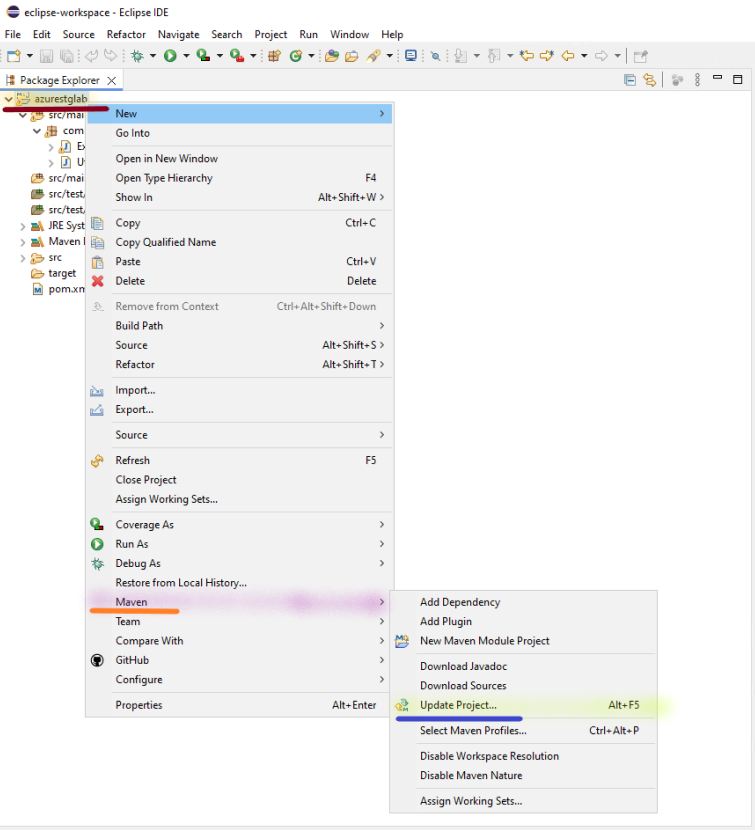 eclipse-workspace - Eclipse IDE
File Edit Source Refactor Navigate Search Project Run Window Help
Package Explorer
azurestglab
src/mai
com
src/mai
src/test/
src/test/
JRE Syst
Maven
src
target
pom.xm
New
Go Into
Open in New Window
Open Type Hierarchy F4
Show In Alt+Shift+W >
Copy Ctrl+C
Copy Qualified Name
Paste Ctrl+V
Delete Delete
Remove from Context Ctrl+Alt+Shift+Down
Build Path
Source Alt+Shift+S >
Refactor Alt+Shift+T >
Import...
Export...
Source
Refresh F5
Close Project
Assign Working Sets...
Coverage As
Run As
Debug As
Restore from Local History...
Maven
Team
Compare With
GitHub
Configure
Properties Alt+Enter
Add Dependency
Add Plugin
New Maven Module Project
Download Javadoc
Download Sources
Update Project... Alt+F5
Select Maven Profiles... Ctrl+Alt+P
Disable Workspace Resolution
Disable Maven Nature
Assign Working Sets...